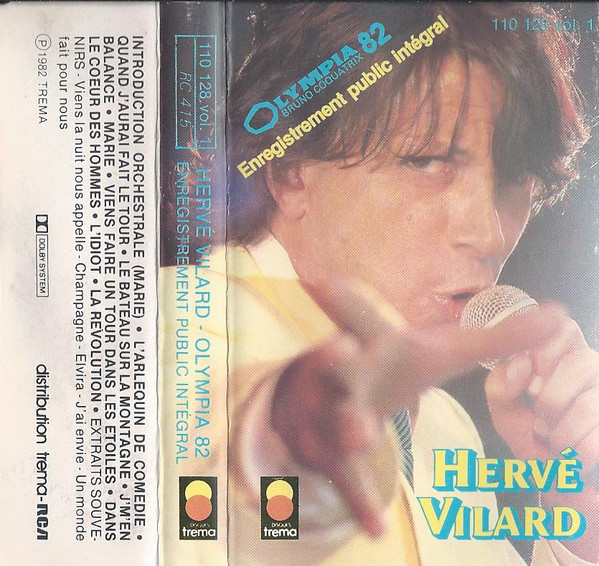 INTRODUCTION ORCHESTRALE (MARIE) • L'ARLEQUIN DE COMEDIE •
QUAND J'AURAI FAIT LE TOUR • LE BATEAU SUR LA MONTAGNE • J'M'EN
BALANCE • MARIE • VIENS FAIRE UN TOUR DANS LES ETOILES • DANS
LE COEUR DES HOMMES • L'IDIOT • LA REVOLUTION • EXTRAITS SOUVE-
NIRS - Viens la nuit nous appelle - Champagne - Elvira - J'ai envie - Un monde
fait pour nous
℗ 1982 TREMA
DOLBY SYSTEM
distribution trema-RCA
110 128 vol. 1
RC 415
HERVÉ VILARD - OLYMPIA 82
ENREGISTREMENT PUBLIC INTÉGRAL
DISQUES
trema
110 128 vol. 1
OLYMPIA 82
BRUNO COQUATRIX
Enregistrement public intégral
HERVÉ
VILARD
DISQUES
trema